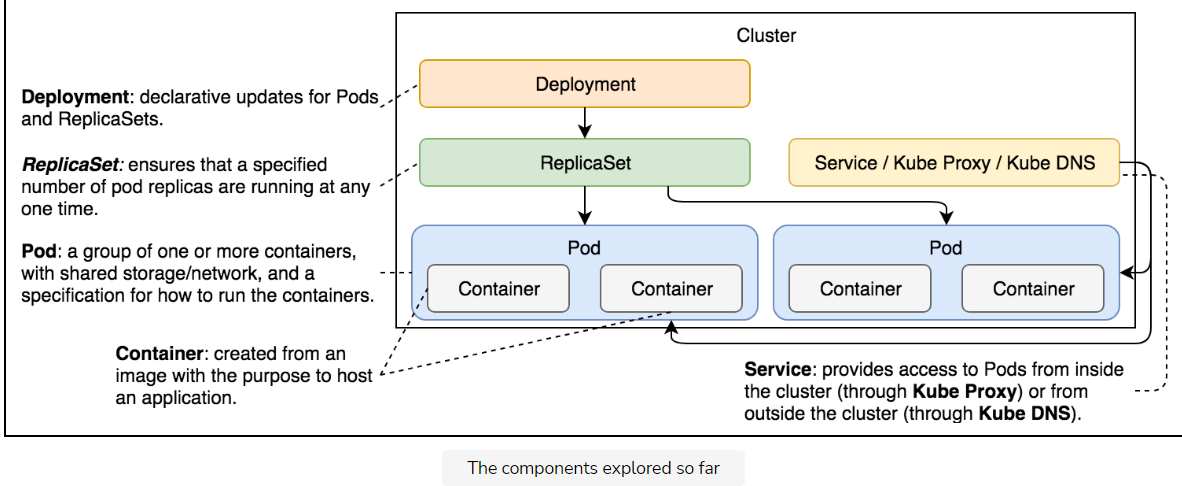 Cluster
Deployment
Deployment: declarative updates for Pods
and ReplicaSets.
ReplicaSet
Service / Kube Proxy / Kube DNS
ReplicaSet: ensures that a specified
number of pod replicas are running at any
one time.
Pod
Pod
Pod: a group of one or more containers,
with shared storage/network, and a
specification for how to run the containers.
Container
Container
Container
Container
Container: created from an
image with the purpose to host
an application.
Service: provides access to Pods from inside
the cluster (through Kube Proxy) or from
outside the cluster (through Kube DNS).
The components explored so far